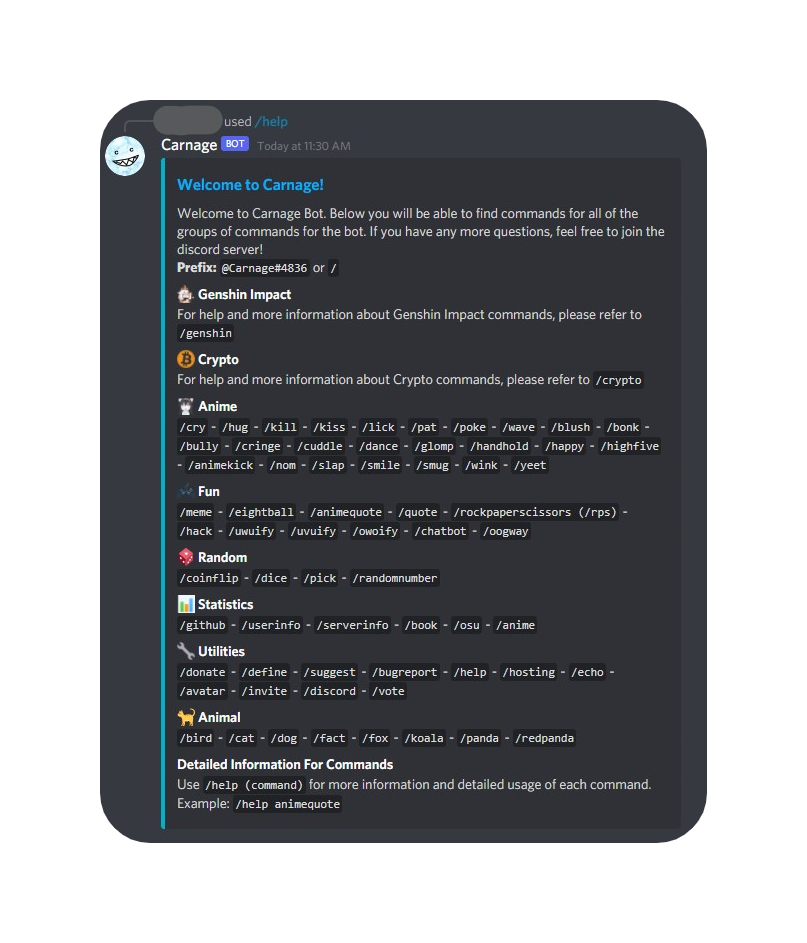 used /help
Carnage BOT Today at 11:30 AM
Welcome to Carnage!
Welcome to Carnage Bot. Below you will be able to find commands for all of the
groups of commands for the bot. If you have any more questions, feel free to join the
discord server!
Prefix: @Carnage#4836 or /
Genshin Impact
For help and more information about Genshin Impact commands, please refer to
/genshin
Crypto
For help and more information about Crypto commands, please refer to /crypto
Anime
/cry - /hug - /kill - /kiss - /lick - /pat - /poke - /wave - /blush - /bonk -
/bully - /cringe - /cuddle - /dance - /glomp - /handhold - /happy - /highfive
- /animekick - /nom - /slap - /smile - /smug - /wink - /yeet
Fun
/meme - /eightball - /animequote - /quote - /rockpaperscissors (/rps) -
/hack - /uwuify - /uvuify - /owoify - /chatbot - /oogway
Random
/coinflip - /dice - /pick - /randomnumber
Statistics
/github - /userinfo - /serverinfo - /book - /osu - /anime
Utilities
/donate - /define - /suggest - /bugreport - /help - /hosting - /echo -
/avatar - /invite - /discord - /vote
Animal
/bird - /cat - /dog - /fact - /fox - /koala - /panda - /redpanda
Detailed Information For Commands
Use /help (command) for more information and detailed usage of each command.
Example: /help animequote